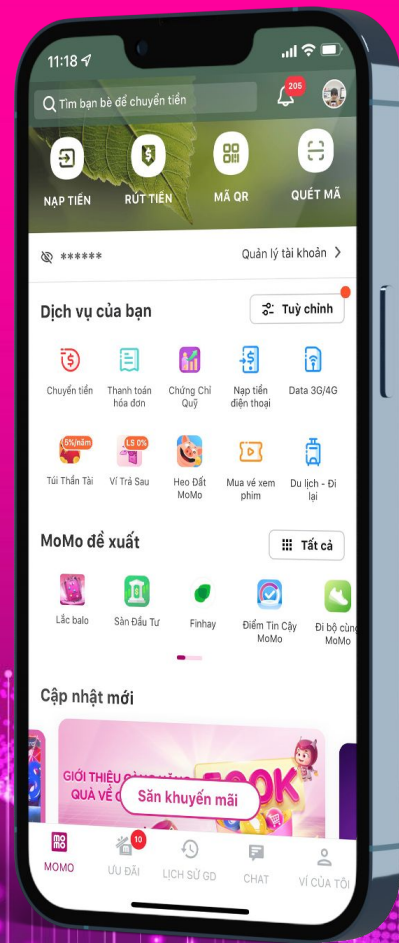 11:18
Tìm bạn bè để chuyển tiền
205
NẠP TIỀN
RÚT TIỀN
MÃ QR
QUÉT MÃ
******
Quản lý tài khoản
Dịch vụ của bạn
Tuỳ chỉnh
Chuyển tiền
Thanh toán
hóa đơn
Chứng Chỉ
Quỹ
Nạp tiền
điện thoại
Data 3G/4G
5%/năm
LS 0%
Túi Thần Tài
Ví Trả Sau
Heo Đất
MoMo
Mua vé xem
phim
Du lịch - Đi
lại
MoMo đề xuất
Tất cả
Lắc balo
Sàn Đầu Tư
Finhay
Điểm Tin Cậy
MoMo
Đi bộ cùng
MoMo
Cập nhật mới
GIỚI THIỆU
QUÀ VỀ
500K
Săn khuyến mãi
10
MOMO
ƯU ĐÃI
LỊCH SỬ GD
CHAT
VÍ CỦA TÔI